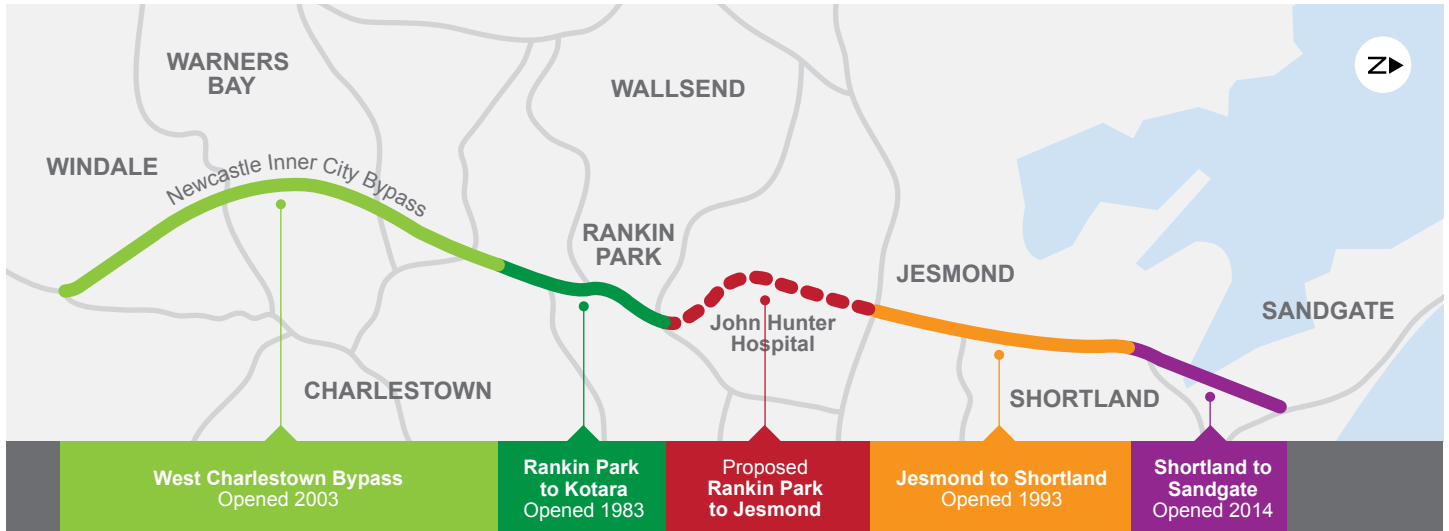 WARNERS
BAY
WALLSEND
Z
WINDALE
Newcastle Inner City Bypass
RANKIN
PARK
JESMOND
SANDGATE
John Hunter
Hospital
CHARLESTOWN
SHORTLAND
West Charlestown Bypass
Opened 2003
Rankin Park
to Kotara
Opened 1983
Proposed
Rankin Park
to Jesmond
Jesmond to Shortland
Opened 1993
Shortland to
Sandgate
Opened 2014